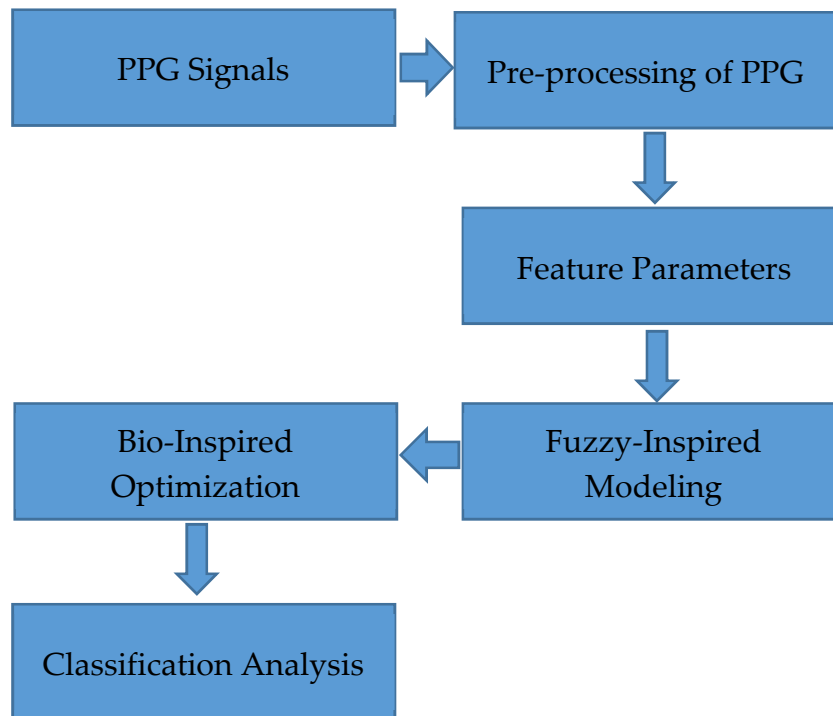 PPG Signals
Pre-processing of PPG
Feature Parameters
Fuzzy-Inspired
Modeling
Bio-Inspired
Optimization
Classification Analysis